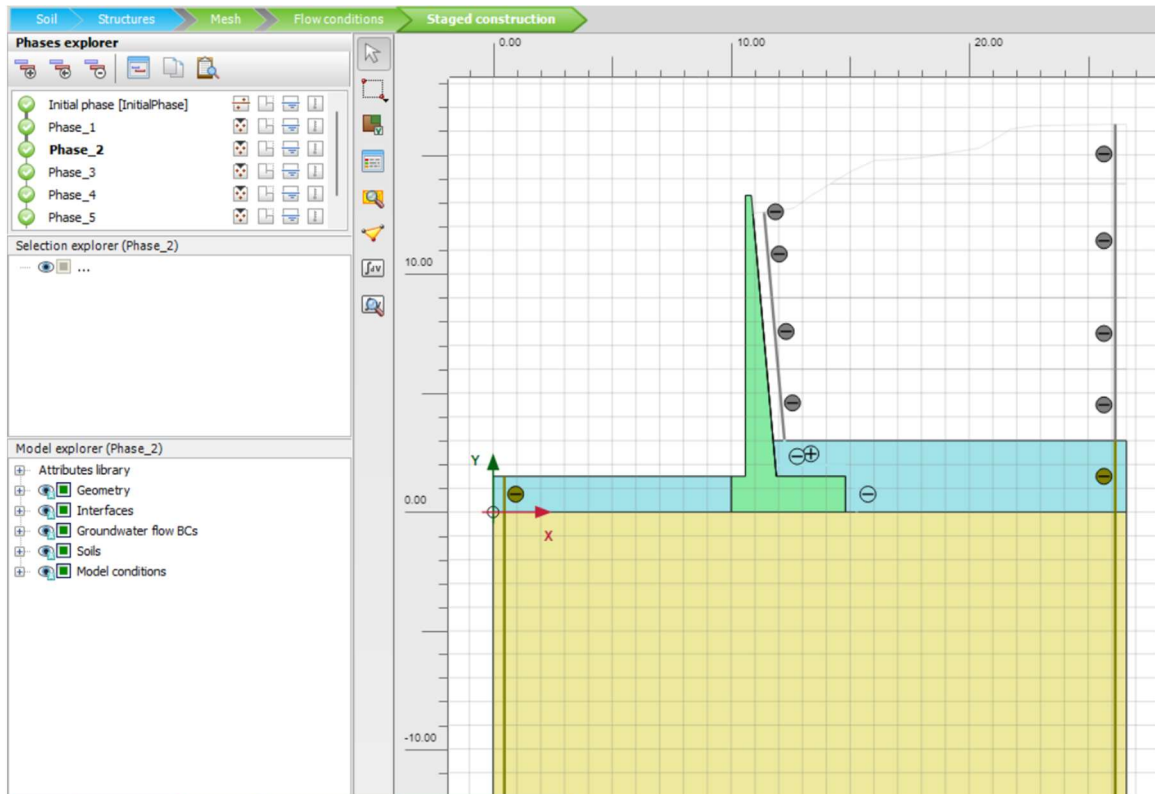 Soil Structures Mesh Flow conditions Staged construction
Phases explorer
Initial phase [InitialPhase]
Phase_1
Phase_2
Phase_3
Phase_4
Phase_5
Selection explorer (Phase_2)
...
Model explorer (Phase_2)
Attributes library
Geometry
Interfaces
Groundwater flow BCs
Soils
Model conditions
0.00 10.00 20.00
10.00
Y
0.00
X
-10.00
∫dV